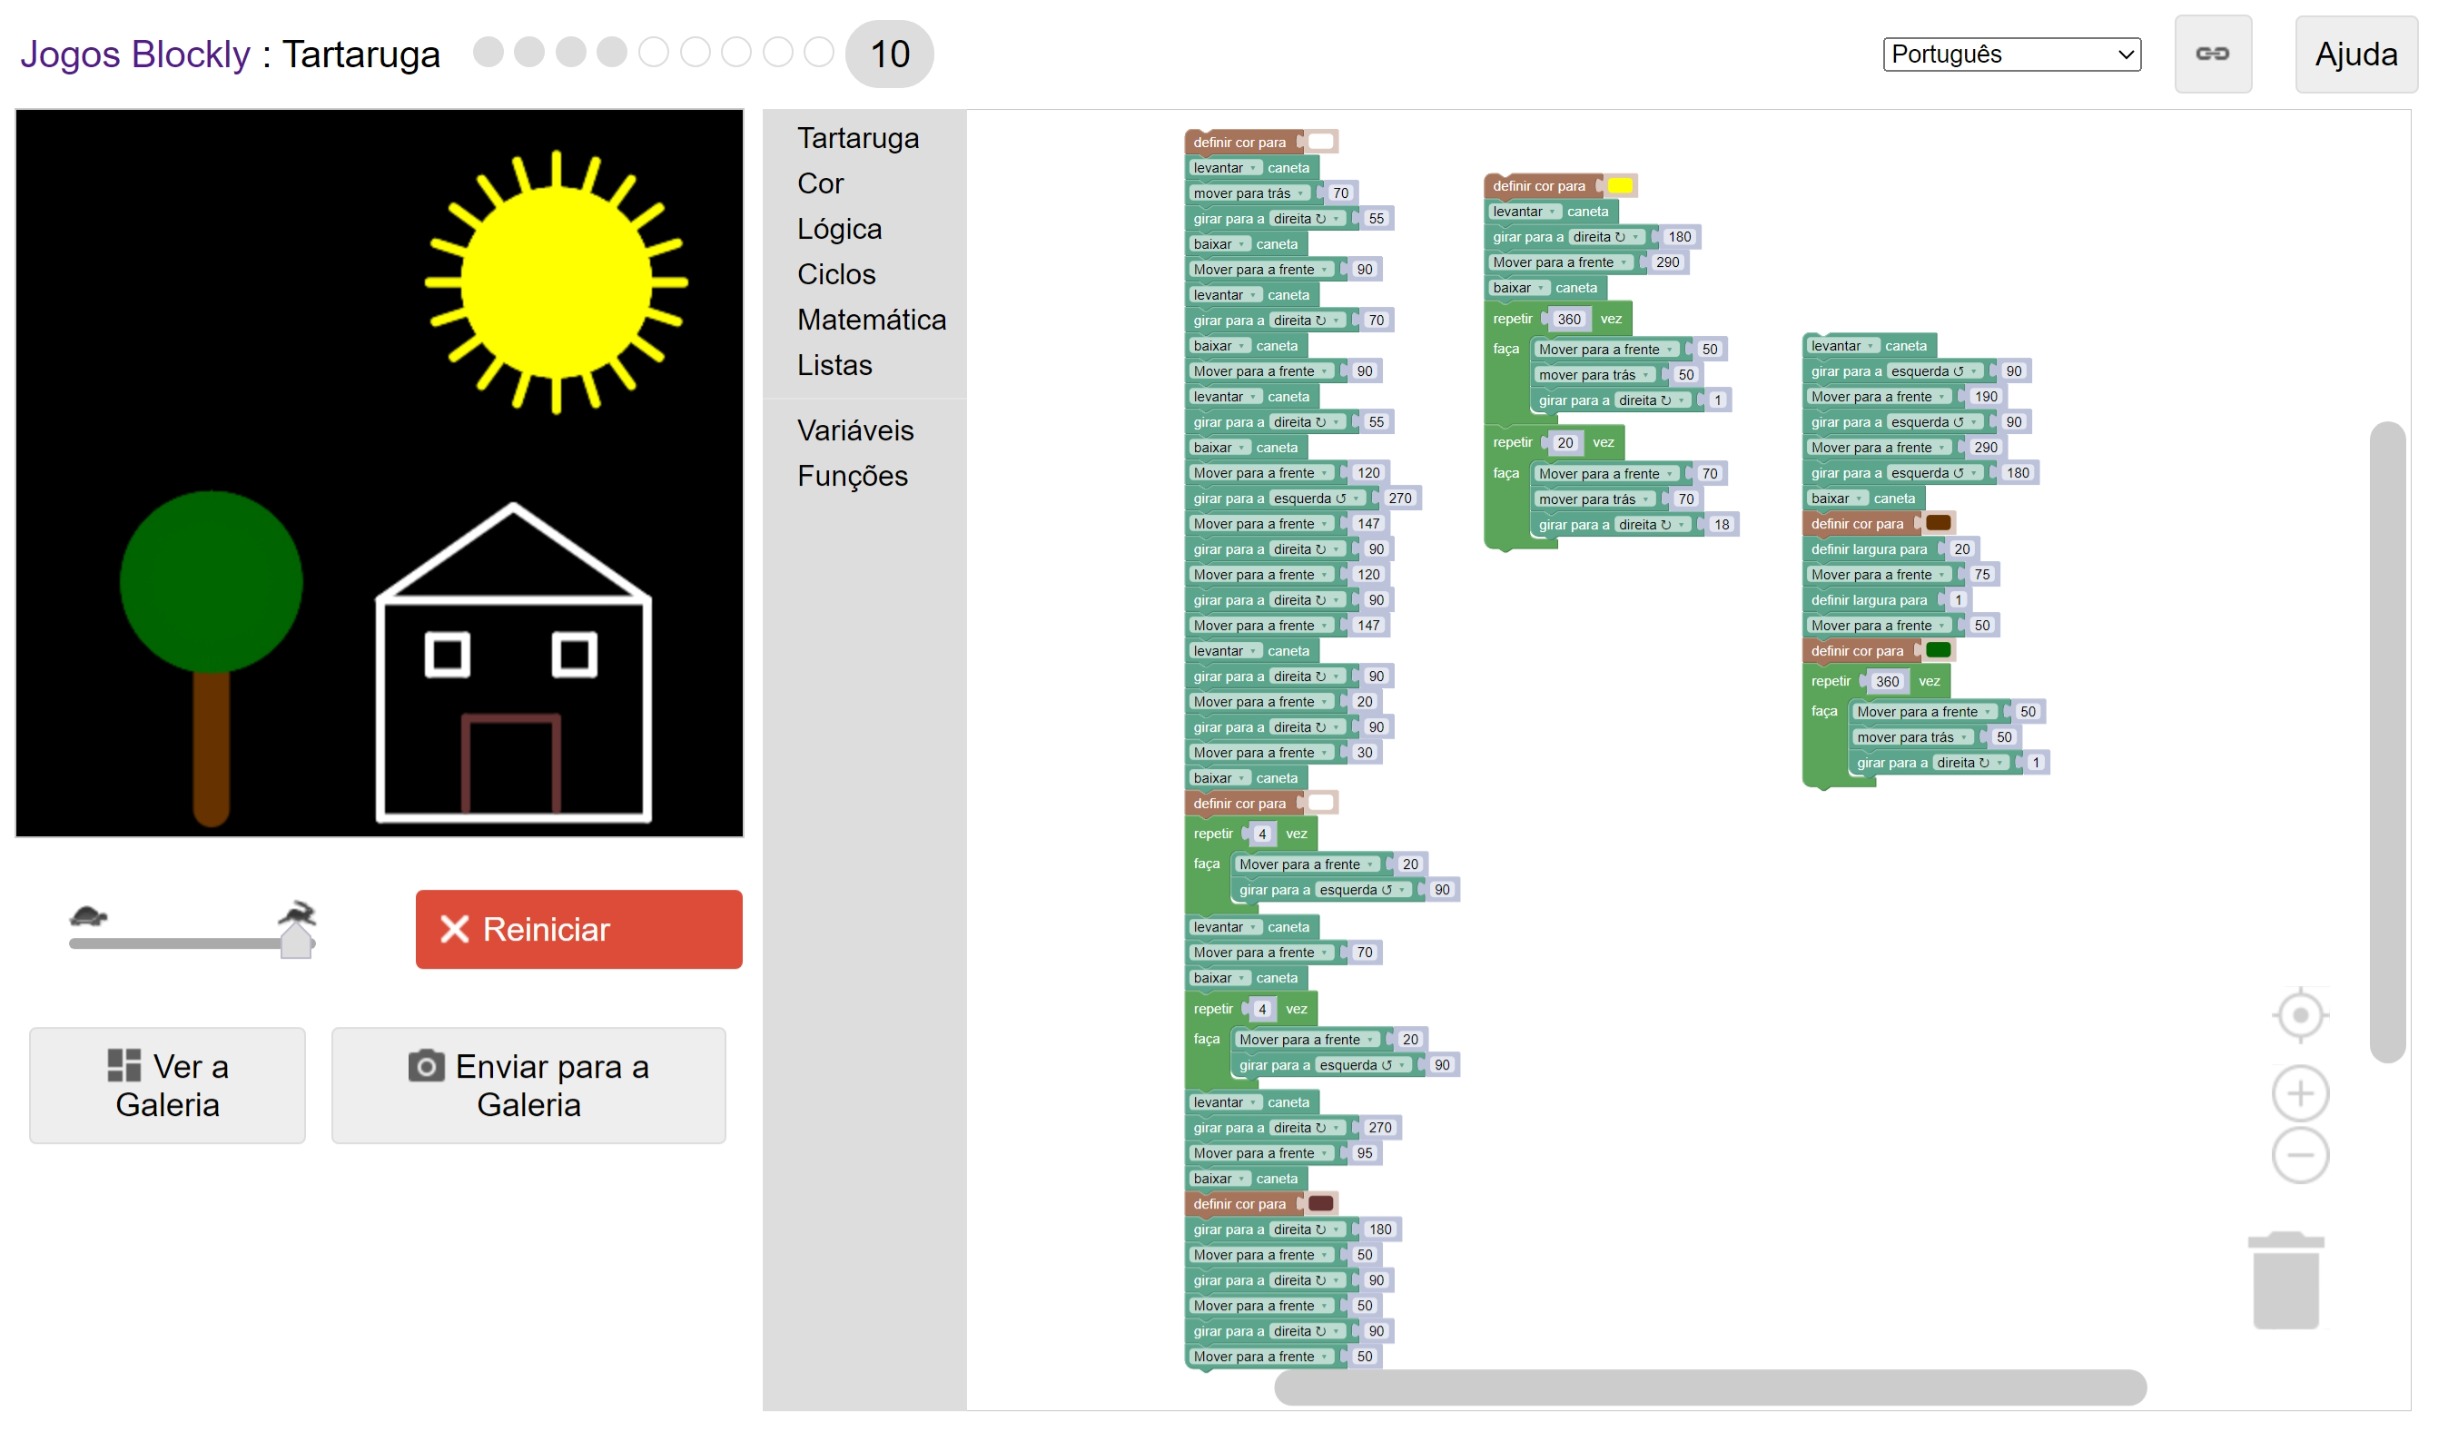 Jogos Blockly : Tartaruga 10 Português Ajuda
Tartaruga
Cor
Lógica
Ciclos
Matemática
Listas
Variáveis
Funções
definir cor para
levantar caneta
mover para trás 70
girar para a direita ↻ 55
baixar caneta
Mover para a frente 90
levantar caneta
girar para a direita ↻ 70
baixar caneta
Mover para a frente 90
levantar caneta
girar para a direita ↻ 55
baixar caneta
Mover para a frente 120
girar para a esquerda ↺ 270
Mover para a frente 147
girar para a direita ↻ 90
Mover para a frente 120
girar para a direita ↻ 90
Mover para a frente 147
levantar caneta
girar para a direita ↻ 90
Mover para a frente 20
girar para a direita ↻ 90
Mover para a frente 30
baixar caneta
definir cor para
repetir 4 vez
faça Mover para a frente 20
girar para a esquerda ↺ 90
levantar caneta
Mover para a frente 70
baixar caneta
repetir 4 vez
faça Mover para a frente 20
girar para a esquerda ↺ 90
levantar caneta
girar para a direita ↻ 270
Mover para a frente 95
baixar caneta
definir cor para
girar para a direita ↻ 180
Mover para a frente 50
girar para a direita ↻ 90
Mover para a frente 50
girar para a direita ↻ 90
Mover para a frente 50
definir cor para
levantar caneta
girar para a direita ↻ 180
Mover para a frente 290
baixar caneta
repetir 360 vez
faça Mover para a frente 50
mover para trás 50
girar para a direita ↻ 1
repetir 20 vez
faça Mover para a frente 70
mover para trás 70
girar para a direita ↻ 18
levantar caneta
girar para a esquerda ↺ 90
Mover para a frente 190
girar para a esquerda ↺ 90
Mover para a frente 290
girar para a esquerda ↺ 180
baixar caneta
definir cor para
definir largura para 20
Mover para a frente 75
definir largura para 1
Mover para a frente 50
definir cor para
repetir 360 vez
faça Mover para a frente 50
mover para trás 50
girar para a direita ↻ 1
Reiniciar
Ver a
Galeria
Enviar para a
Galeria